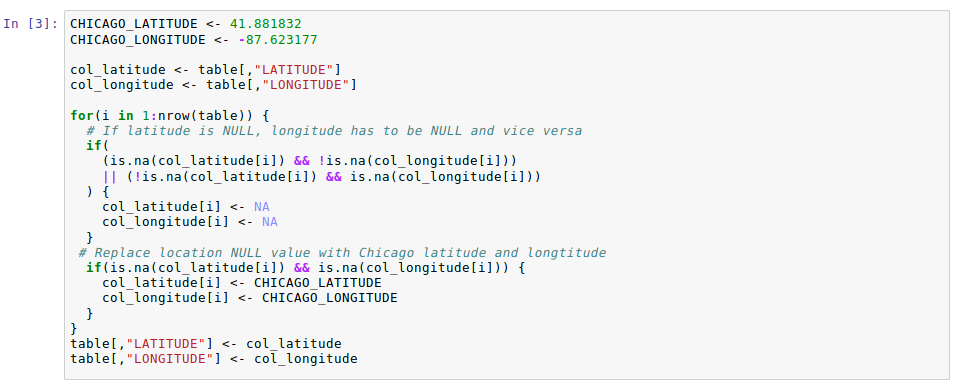 In [3]: CHICAGO_LATITUDE <- 41.881832
CHICAGO_LONGITUDE <- -87.623177

col_latitude <- table[,"LATITUDE"]
col_longitude <- table[,"LONGITUDE"]

for(i in 1:nrow(table)) {
  # If latitude is NULL, longitude has to be NULL and vice versa
  if(
    (is.na(col_latitude[i]) && !is.na(col_longitude[i]))
    || (!is.na(col_latitude[i]) && is.na(col_longitude[i]))
  ) {
    col_latitude[i] <- NA
    col_longitude[i] <- NA
  }
 # Replace location NULL value with Chicago latitude and longtitude
  if(is.na(col_latitude[i]) && is.na(col_longitude[i])) {
    col_latitude[i] <- CHICAGO_LATITUDE
    col_longitude[i] <- CHICAGO_LONGITUDE
  }
}
table[,"LATITUDE"] <- col_latitude
table[,"LONGITUDE"] <- col_longitude